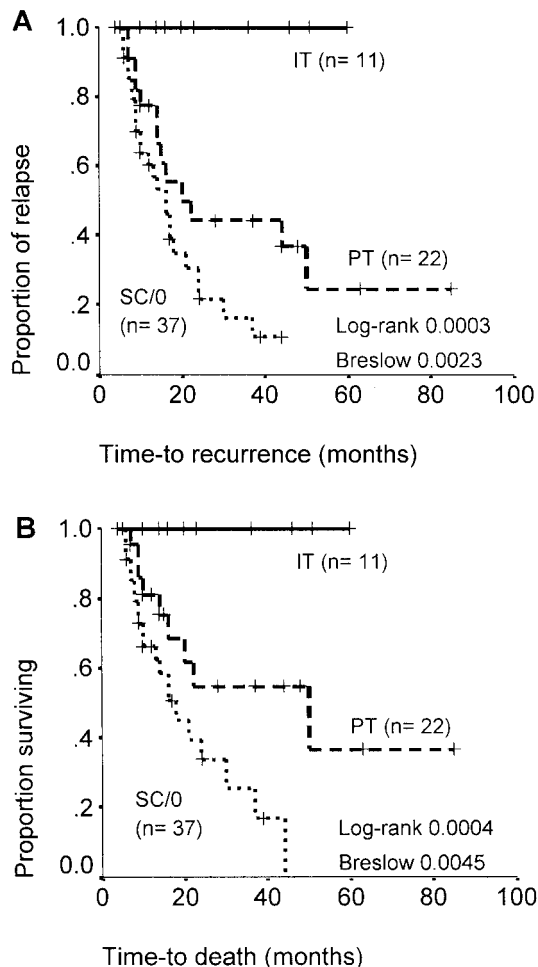 A
1.0
.8
.6
.4
.2
0.0
Proportion of relapse
IT (n= 11)
PT (n= 22)
SC/0
(n= 37)
Log-rank 0.0003
Breslow 0.0023
0 20 40 60 80 100
Time-to recurrence (months)
B
1.0
.8
.6
.4
.2
0.0
Proportion surviving
IT (n= 11)
PT (n= 22)
SC/0
(n= 37)
Log-rank 0.0004
Breslow 0.0045
0 20 40 60 80 100
Time-to death (months)